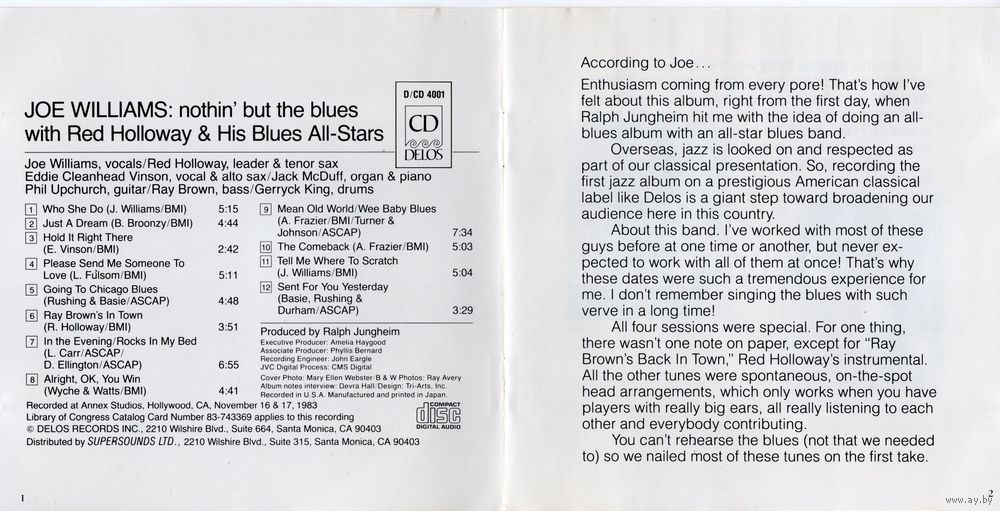 JOE WILLIAMS: nothin' but the blues
with Red Holloway & His Blues All-Stars
D/CD 4001
CD
DELOS
Joe Williams, vocals/Red Holloway, leader & tenor sax
Eddie Cleanhead Vinson, vocal & alto sax/Jack McDuff, organ & piano
Phil Upchurch, guitar/Ray Brown, bass/Gerryck King, drums
1 Who She Do (J. Williams/BMI) 5:15
2 Just A Dream (B. Broonzy/BMI) 4:44
3 Hold It Right There
(E. Vinson/BMI) 2:42
4 Please Send Me Someone To
Love (L. Fulsom/BMI) 5:11
5 Going To Chicago Blues
(Rushing & Basie/ASCAP) 4:48
6 Ray Brown's In Town
(R. Holloway/BMI) 3:51
7 In the Evening/Rocks In My Bed
(L. Carr/ASCAP/
D. Ellington/ASCAP) 6:55
8 Alright, OK, You Win
(Wyche & Watts/BMI) 4:41
9 Mean Old World/Wee Baby Blues
(A. Frazier/BMI/Turner &
Johnson/ASCAP) 7:34
10 The Comeback (A. Frazier/BMI) 5:03
11 Tell Me Where To Scratch
(J. Williams/BMI) 5:04
12 Sent For You Yesterday
(Basie, Rushing &
Durham/ASCAP) 3:29
Produced by Ralph Jungheim
Executive Producer: Amelia Haygood
Associate Producer: Phyllis Bernard
Recording Engineer: John Eargle
JVC Digital Process: CMS Digital
Cover Photo: Mary Ellen Webster/B & W Photos: Ray Avery
Album notes interview: Devra Hall/Design: Tri-Arts, Inc.
Recorded in U.S.A. Manufactured and printed in Japan.
Recorded at Annex Studios, Hollywood, CA, November 16 & 17, 1983
Library of Congress Catalog Card Number 83-743369 applies to this recording
© DELOS RECORDS INC., 2210 Wilshire Blvd., Suite 664, Santa Monica, CA 90403
Distributed by SUPERSOUNDS LTD., 2210 Wilshire Blvd., Suite 315, Santa Monica, CA 90403
COMPACT
disc
DIGITAL AUDIO
1
According to Joe...
Enthusiasm coming from every pore! That's how I've
felt about this album, right from the first day, when
Ralph Jungheim hit me with the idea of doing an all-
blues album with an all-star blues band.
Overseas, jazz is looked on and respected as
part of our classical presentation. So, recording the
first jazz album on a prestigious American classical
label like Delos is a giant step toward broadening our
audience here in this country.
About this band. I've worked with most of these
guys before at one time or another, but never ex-
pected to work with all of them at once! That's why
these dates were such a tremendous experience for
me. I don't remember singing the blues with such
verve in a long time!
All four sessions were special. For one thing,
there wasn't one note on paper, except for "Ray
Brown's Back In Town," Red Holloway's instrumental.
All the other tunes were spontaneous, on-the-spot
head arrangements, which only works when you have
players with really big ears, all really listening to each
other and everybody contributing.
You can't rehearse the blues (not that we needed
to) so we nailed most of these tunes on the first take.
2
www.ay.by